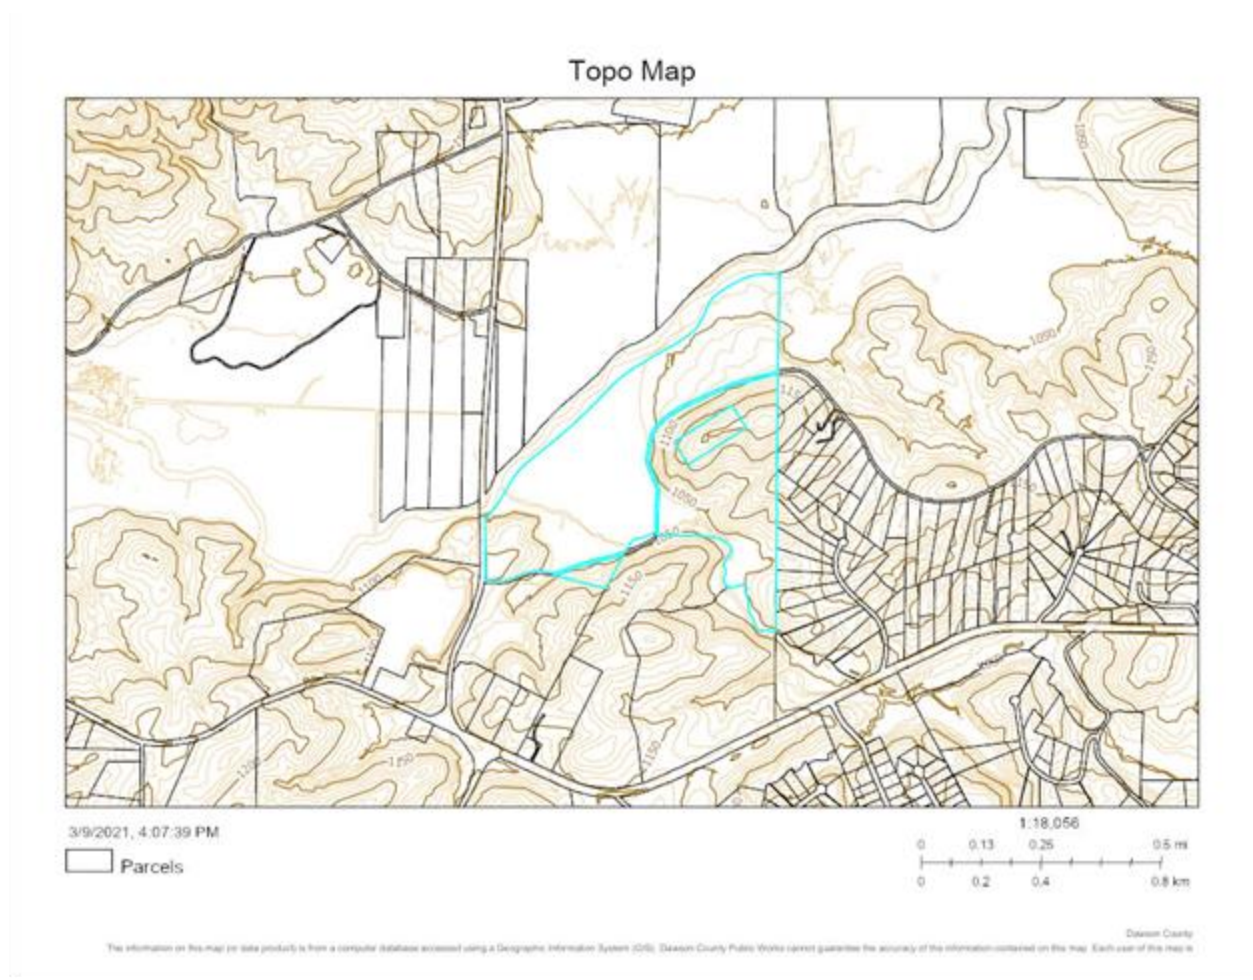 Topo Map
1050
1050
1150
1100
1050
1050
1100
1150
1150
1200
1:18,056
3/9/2021, 4:07:39 PM
0 0.13 0.25 0.5 mi
Parcels
0 0.2 0.4 0.8 km
Dawson County
The information on this map (or data product) is from a computer database accessed using a Geographic Information System (GIS). Dawson County Public Works cannot guarantee the accuracy of the information contained on this map. Each user of this map is